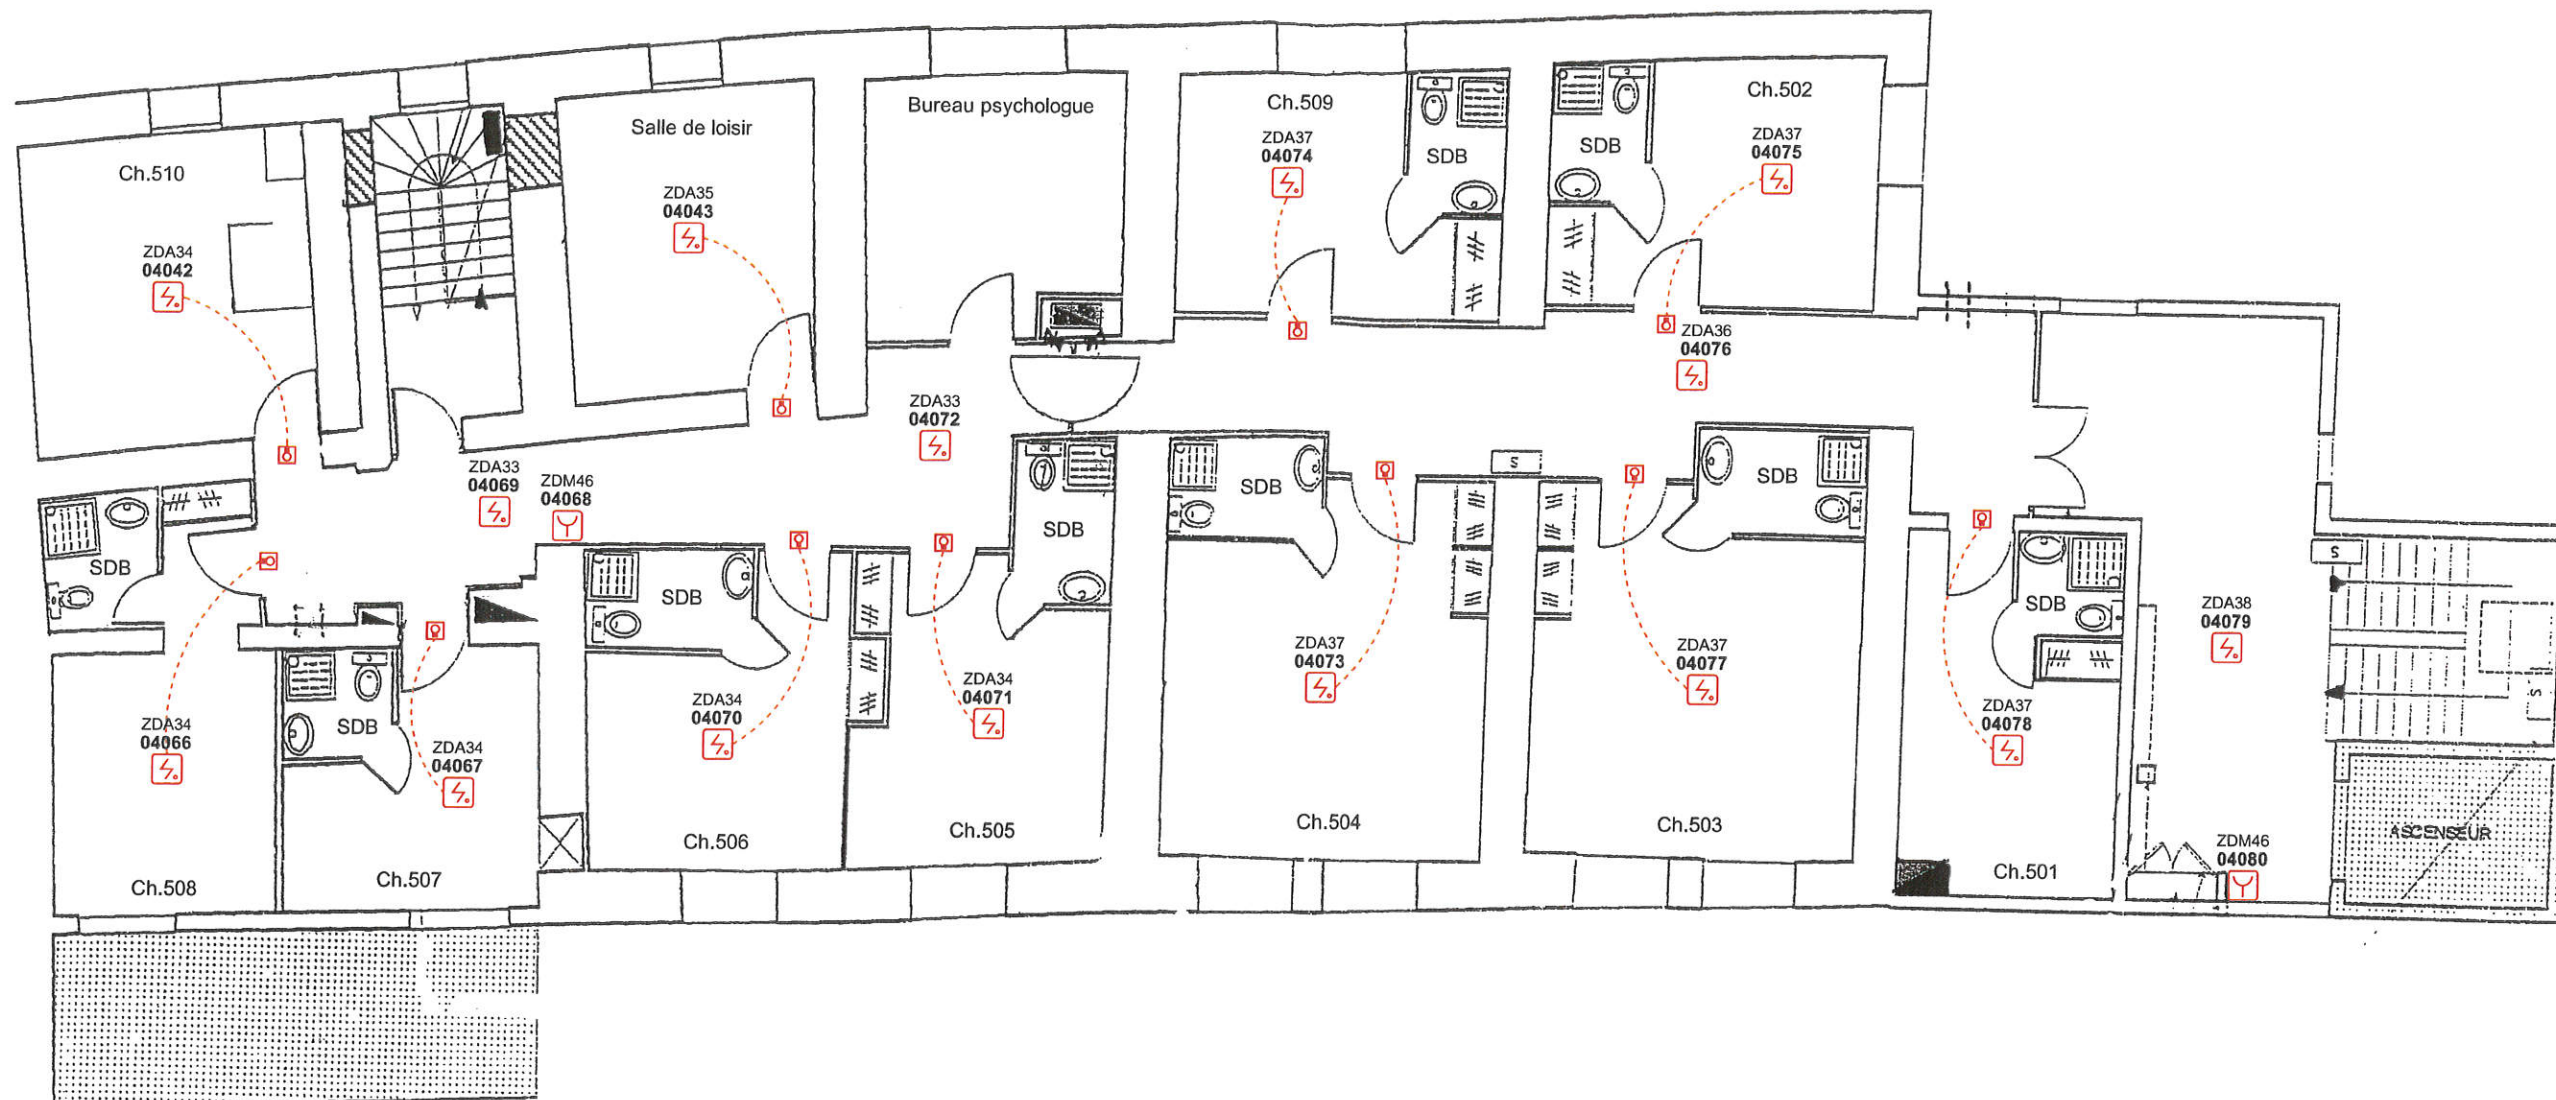 Ch.510
ZDA34
04042
Salle de loisir
ZDA35
04043
Bureau psychologue
Ch.509
ZDA37
04074
SDB
SDB
Ch.502
ZDA37
04075
ZDA36
04076
ZDA33
04072
ZDA33
04069
ZDM46
04068
SDB
SDB
SDB
S
SDB
SDB
SDB
SDB
ZDA34
04066
Ch.508
ZDA34
04067
Ch.507
ZDA34
04070
Ch.506
ZDA34
04071
Ch.505
ZDA37
04073
Ch.504
ZDA37
04077
Ch.503
ZDA37
04078
Ch.501
ZDA38
04079
S
S
ASCENSEUR
ZDM46
04080